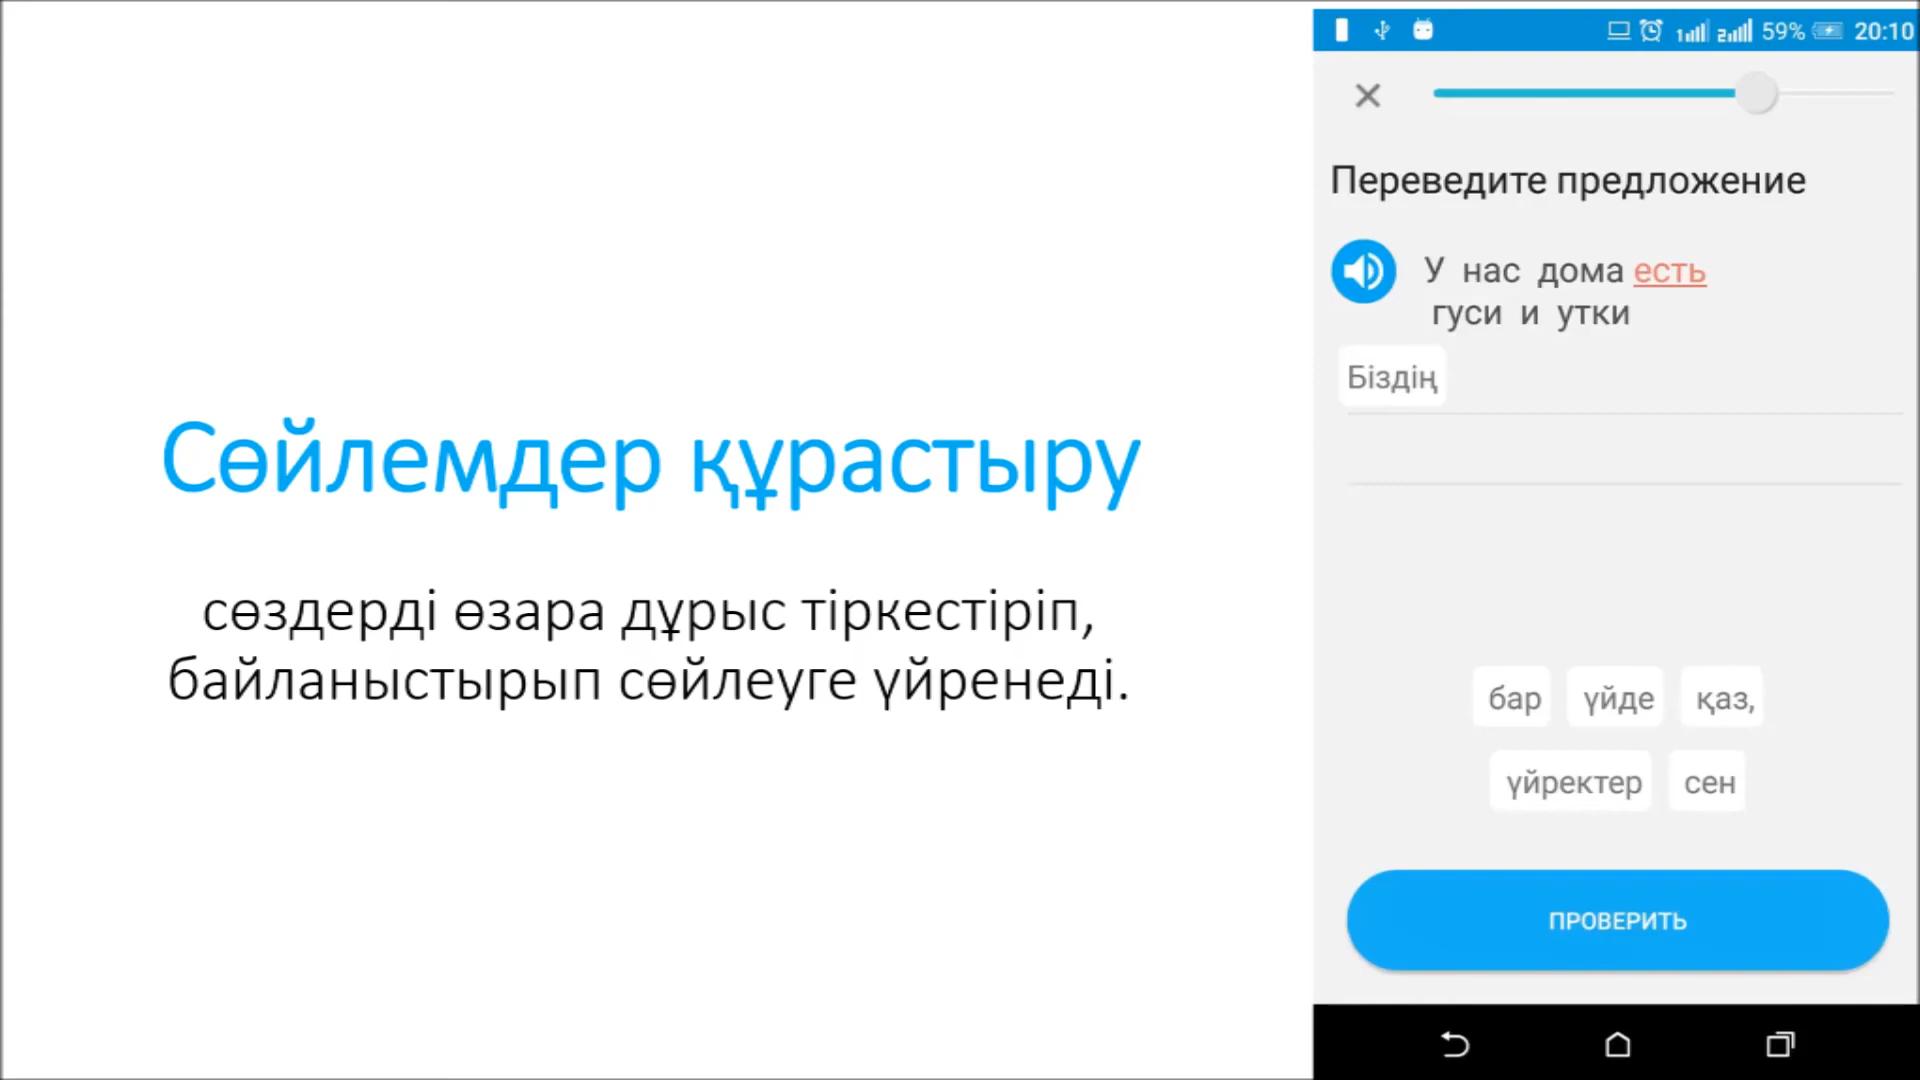 Сөйлемдер құрастыру
сөздерді өзара дұрыс тіркестіріп,
байланыстырып сөйлеуге үйренеді.
59% 20:10
Переведите предложение
У нас дома есть
гуси и утки
Біздің
бар үйде қаз,
үйректер сен
ПРОВЕРИТЬ